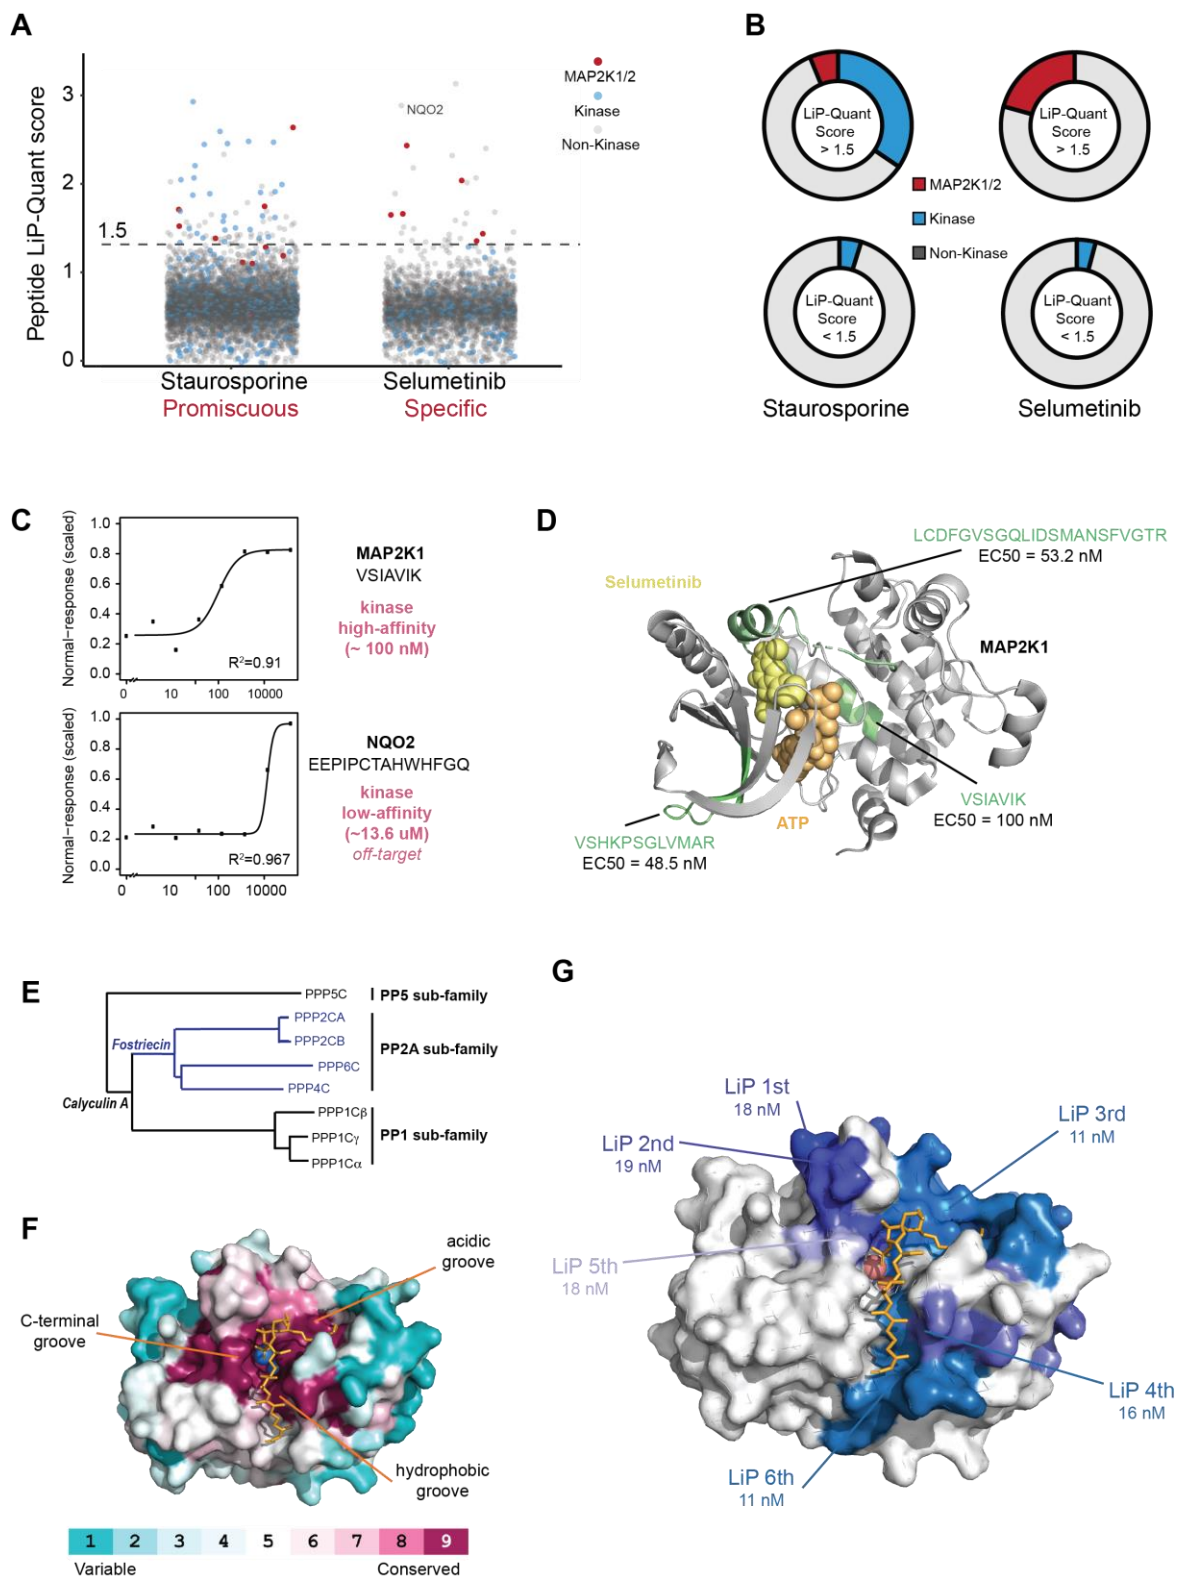 A
Peptide LiP-Quant score
3
2
1
0
1.5
NQO2
MAP2K1/2
Kinase
Non-Kinase
Staurosporine
Promiscuous
Selumetinib
Specific
B
LiP-Quant
Score
> 1.5
LiP-Quant
Score
> 1.5
MAP2K1/2
Kinase
Non-Kinase
LiP-Quant
Score
< 1.5
LiP-Quant
Score
< 1.5
Staurosporine
Selumetinib
C
Normal−response (scaled)
1.0
0.8
0.6
0.4
0.2
0.0
R2=0.91
0 10 100 10000
MAP2K1
VSIAVIK
kinase
high-affinity
(~ 100 nM)
Normal−response (scaled)
1.0
0.8
0.6
0.4
0.2
0.0
R2=0.967
0 10 100 10000
NQO2
EEPIPCTAHWHFGQ
kinase
low-affinity
(~13.6 uM)
off-target
D
LCDFGVSGQLIDSMANSFVGTR
EC50 = 53.2 nM
Selumetinib
MAP2K1
VSIAVIK
EC50 = 100 nM
ATP
VSHKPSGLVMAR
EC50 = 48.5 nM
E
PPP5C
PP5 sub-family
PPP2CA
Fostriecin
PPP2CB
PP2A sub-family
PPP6C
PPP4C
Calyculin A
PPP1Cβ
PPP1Cγ
PP1 sub-family
PPP1Cα
F
acidic
groove
C-terminal
groove
hydrophobic
groove
1 2 3 4 5 6 7 8 9
Variable Conserved
G
LiP 1st
18 nM
LiP 2nd
19 nM
LiP 3rd
11 nM
LiP 5th
18 nM
LiP 4th
16 nM
LiP 6th
11 nM